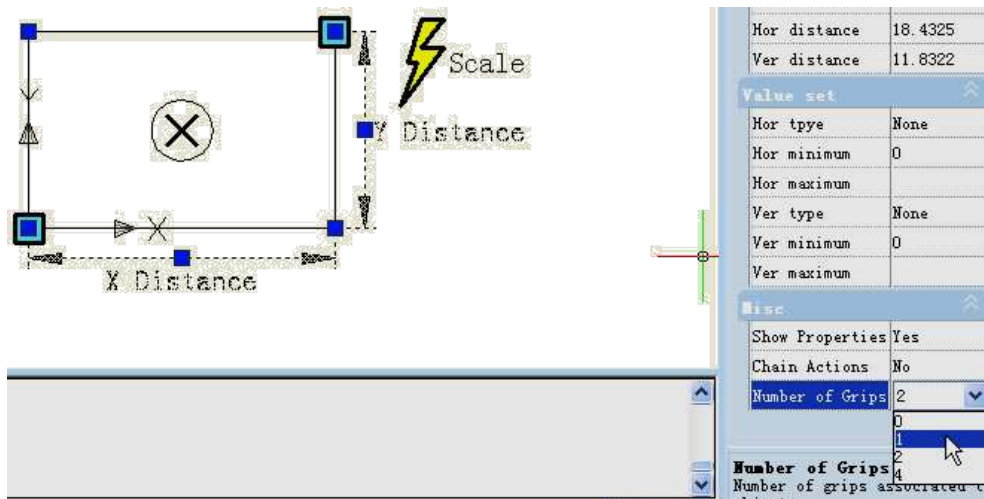 Scale
Y Distance
X Distance
X
Hor distance 18.4325
Ver distance 11.8322
Value set
Hor tpye None
Hor minimum 0
Hor maximum
Ver type None
Ver minimum 0
Ver maximum
Misc
Show Properties Yes
Chain Actions No
Number of Grips 2
0
1
2
4
Number of Grips
Number of grips associated